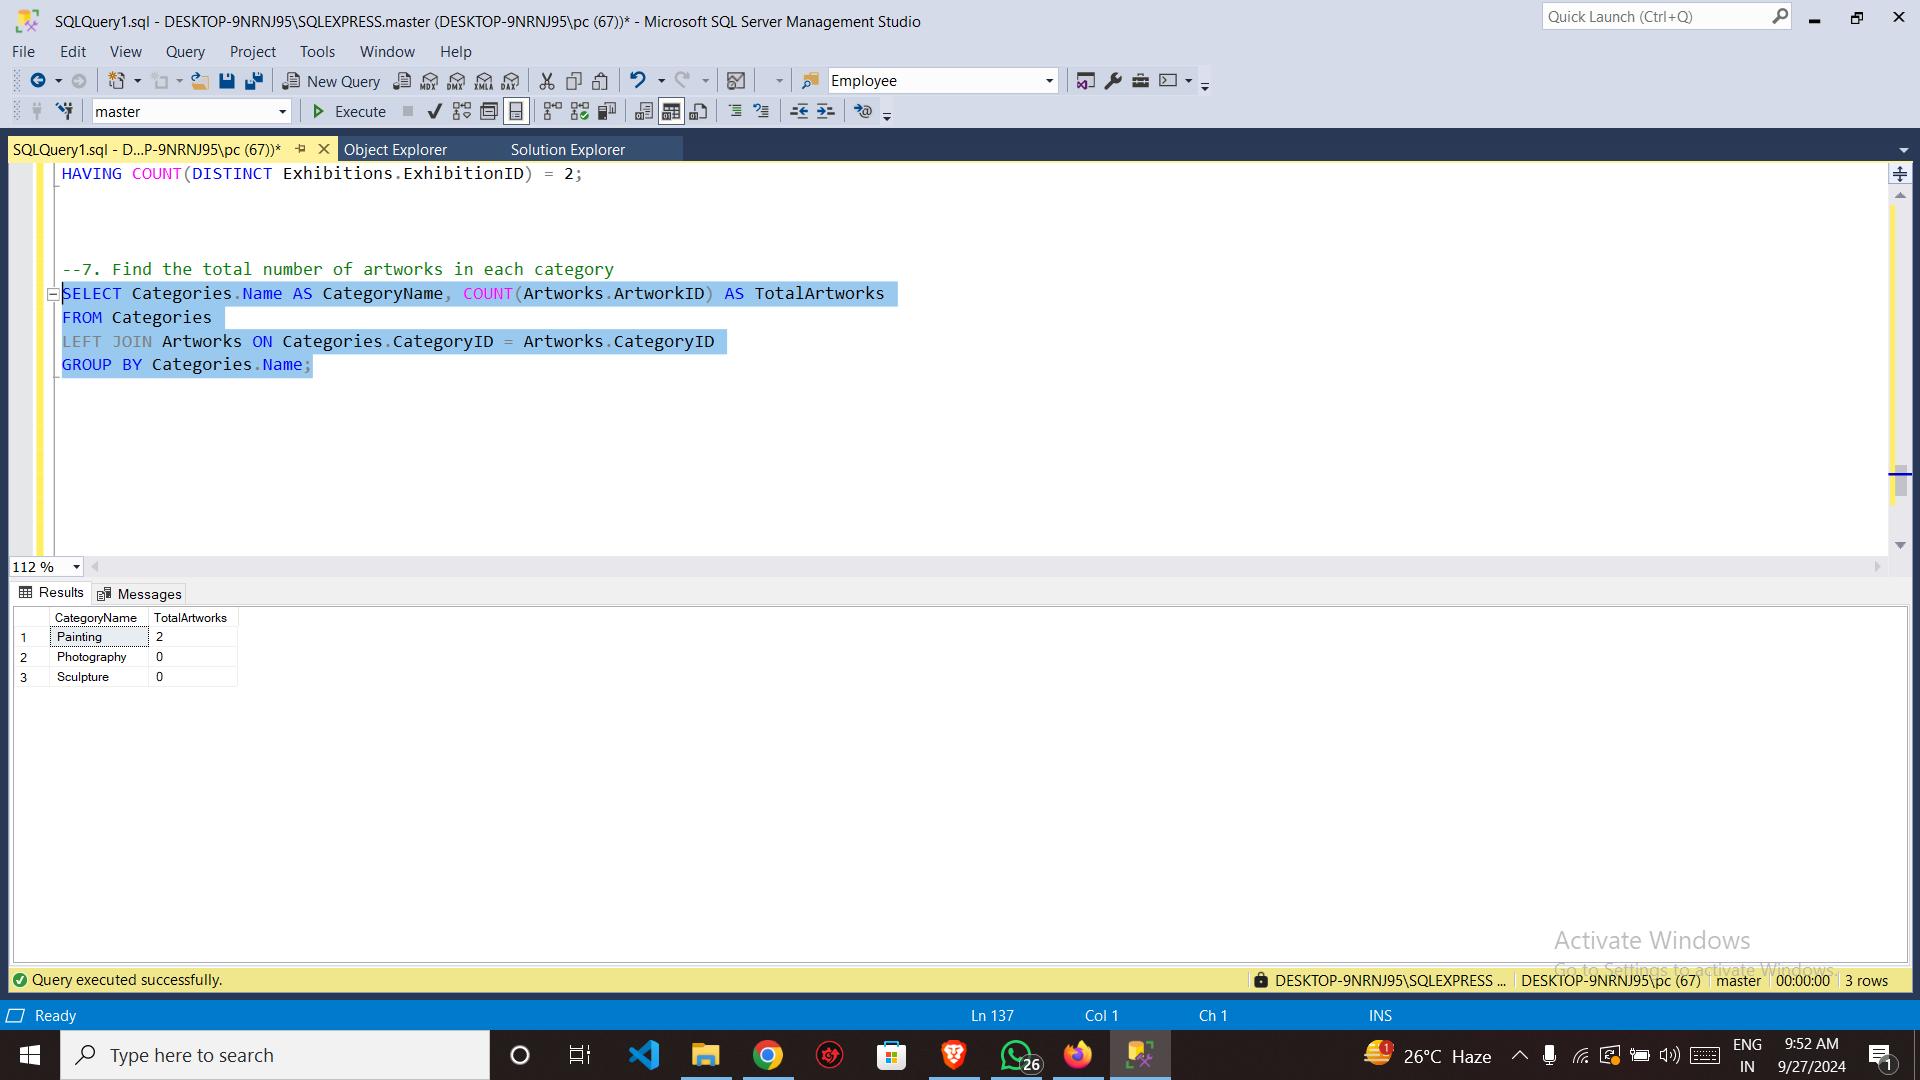 SQLQuery1.sql - DESKTOP-9NRNJ95\SQLEXPRESS.master (DESKTOP-9NRNJ95\pc (67))* - Microsoft SQL Server Management Studio
Quick Launch (Ctrl+Q)
File Edit View Query Project Tools Window Help
New Query MDX DMX XMLA DAX Employee
master Execute
SQLQuery1.sql - D...P-9NRNJ95\pc (67))* Object Explorer Solution Explorer
HAVING COUNT(DISTINCT Exhibitions.ExhibitionID) = 2;
--7. Find the total number of artworks in each category
SELECT Categories.Name AS CategoryName, COUNT(Artworks.ArtworkID) AS TotalArtworks
FROM Categories
LEFT JOIN Artworks ON Categories.CategoryID = Artworks.CategoryID
GROUP BY Categories.Name;
112 %
Results Messages
CategoryName TotalArtworks
1 Painting 2
2 Photography 0
3 Sculpture 0
Activate Windows
Go to Settings to activate Windows.
Query executed successfully. DESKTOP-9NRNJ95\SQLEXPRESS ... DESKTOP-9NRNJ95\pc (67) master 00:00:00 3 rows
Ready Ln 137 Col 1 Ch 1 INS
Type here to search 26 1 26°C Haze ENG IN 9:52 AM 9/27/2024 1